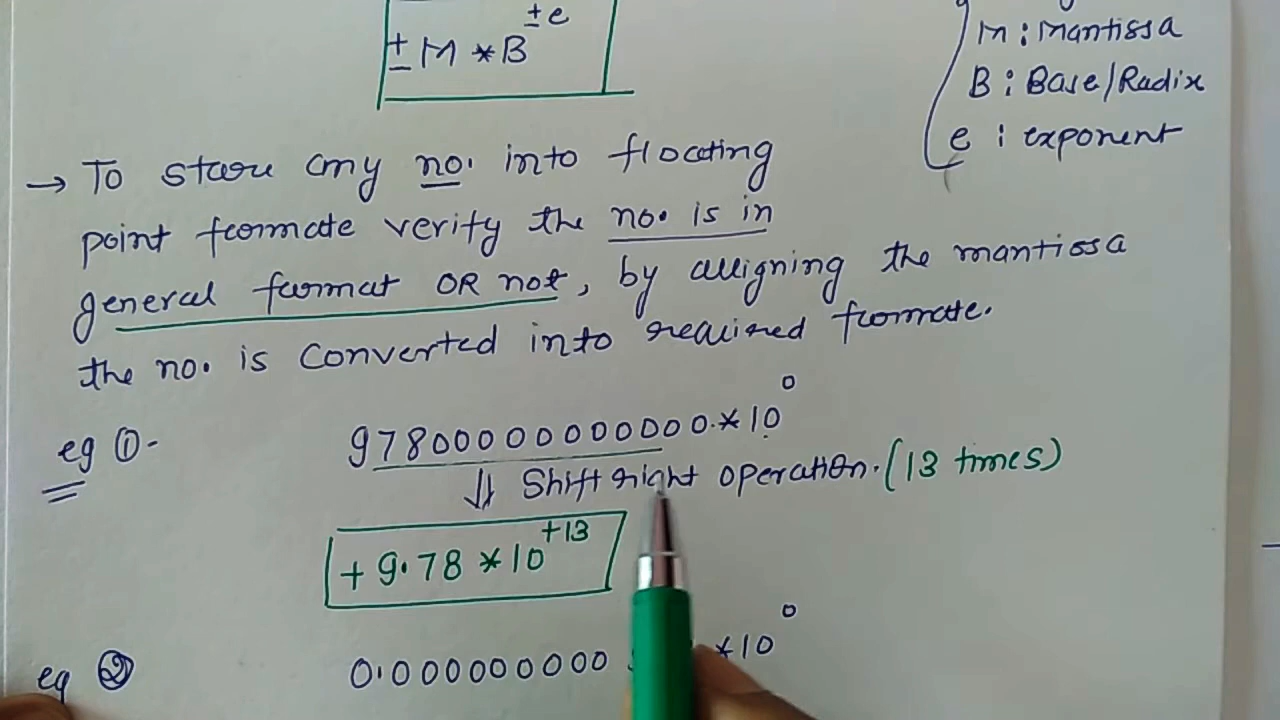 ± M * B ± e
M : Mantissa
B : Base/Radix
e : exponent
→ To store any no. into floating
point formate verify the no. is in
general format OR not, by alligning the mantissa
the no. is converted into required formate.
eg ①- 97800000000000.*10 0
⇓ Shift right operation. (13 times)
+ 9.78 * 10 +13
eg ② 0.000000000 *10 0